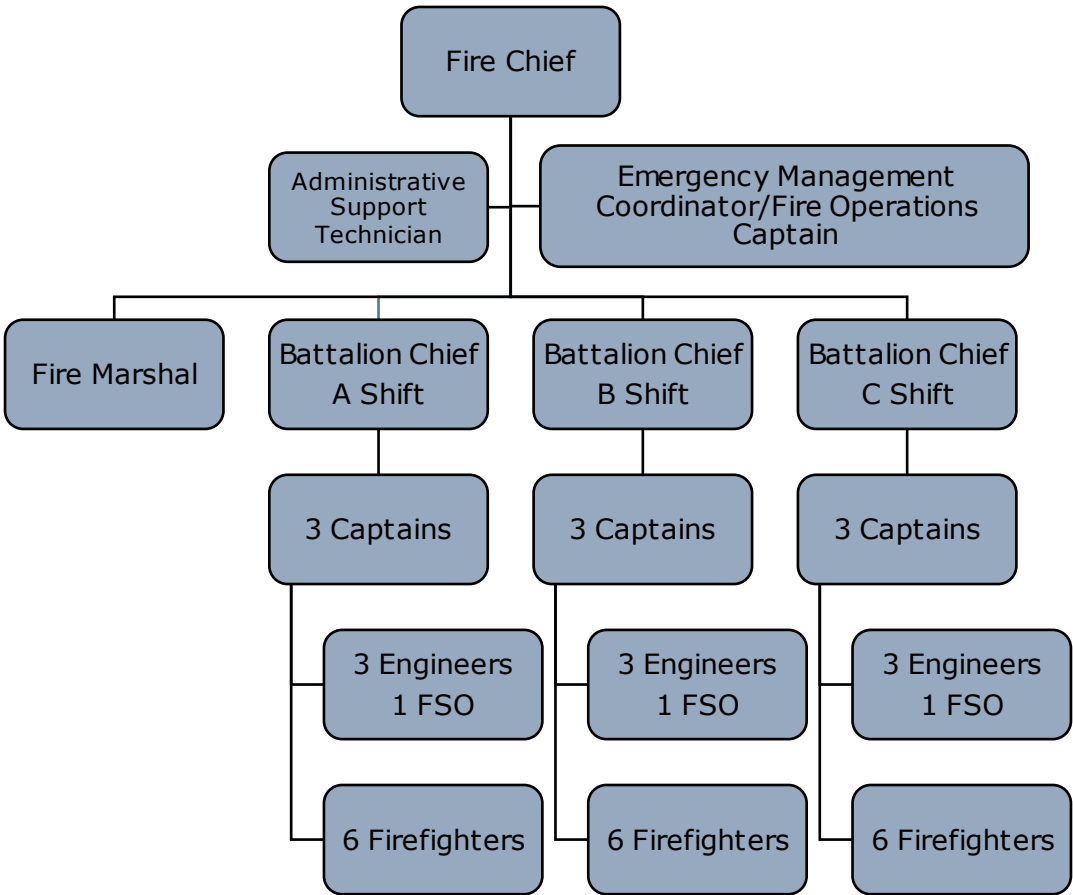 Fire Chief
Administrative
Support
Technician
Emergency Management
Coordinator/Fire Operations
Captain
Fire Marshal
Battalion Chief
A Shift
Battalion Chief
B Shift
Battalion Chief
C Shift
3 Captains
3 Captains
3 Captains
3 Engineers
1 FSO
3 Engineers
1 FSO
3 Engineers
1 FSO
6 Firefighters
6 Firefighters
6 Firefighters